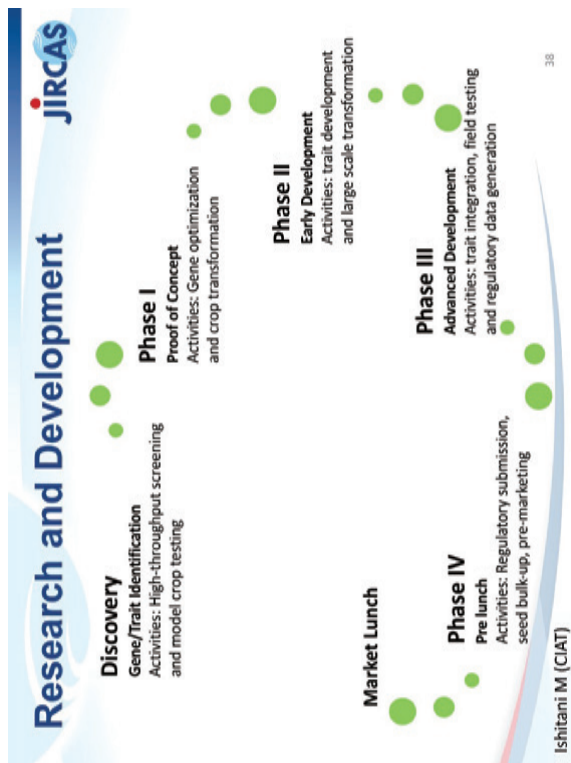 Research and Development
JIRCAS
Discovery
Gene/Trait Identification
Activities: High-throughput screening
and model crop testing
Phase I
Proof of Concept
Activities: Gene optimization
and crop transformation
Phase II
Early Development
Activities: trait development
and large scale transformation
Phase III
Advanced Development
Activities: trait integration, field testing
and regulatory data generation
Phase IV
Pre lunch
Activities: Regulatory submission,
seed bulk-up, pre-marketing
Market Lunch
Ishitani M (CIAT)
38